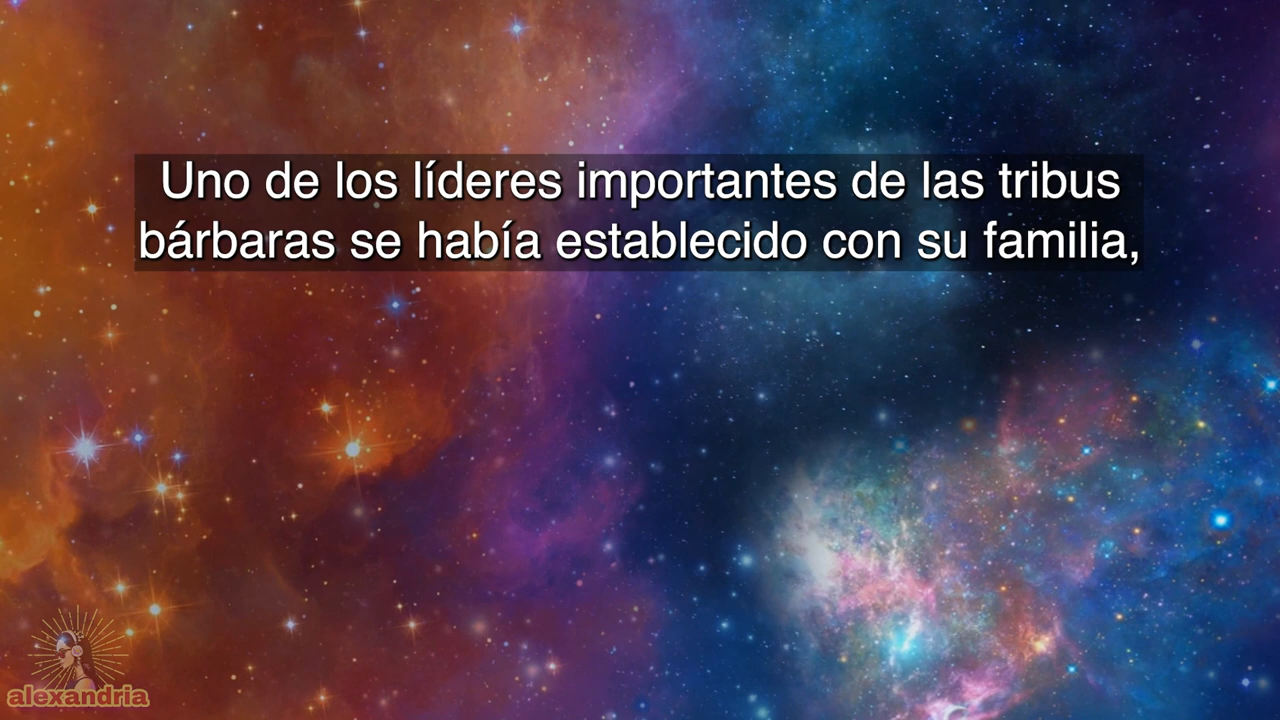 Uno de los líderes importantes de las tribus
bárbaras se había establecido con su familia,
alexandria